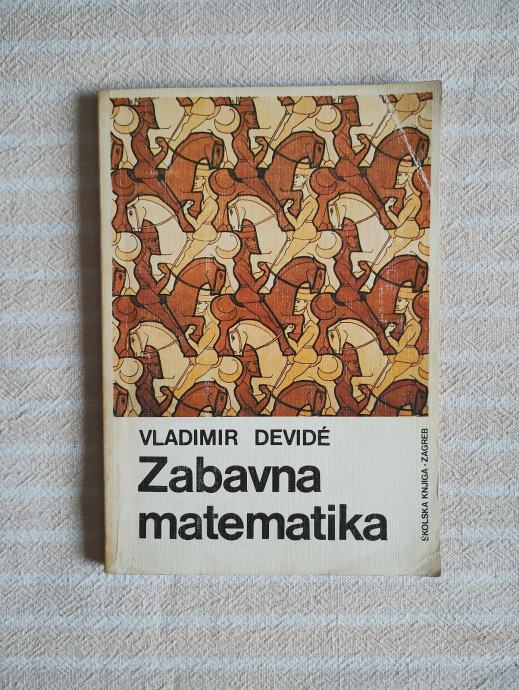 VLADIMIR DEVIDÉ
Zabavna
matematika
ŠKOLSKA KNJIGA • ZAGREB